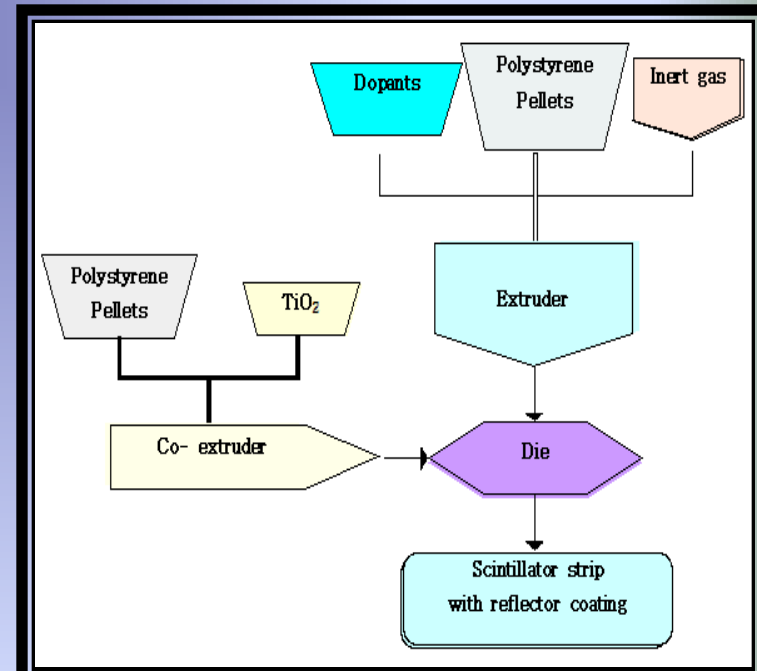 Dopants
Polystyrene
Pellets
Inert gas
Polystyrene
Pellets
TiO₂
Extruder
Co- extruder
Die
Scintillator strip
with reflector coating